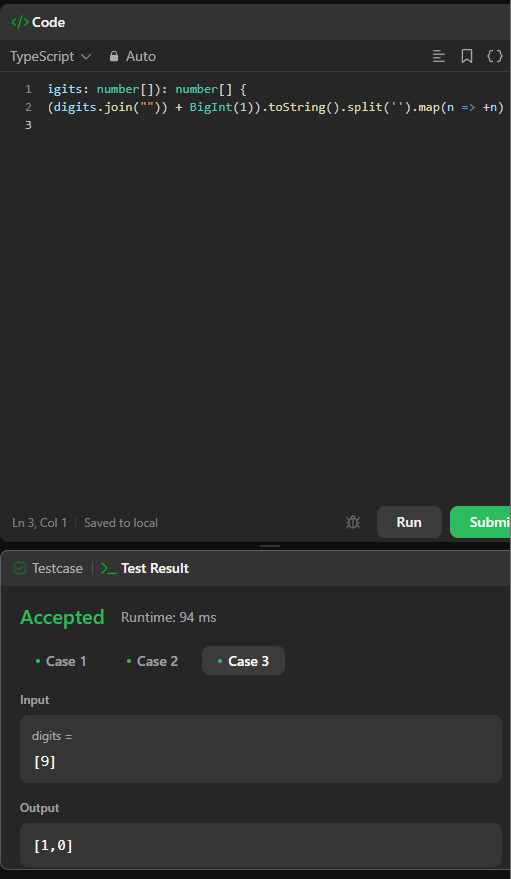 </> Code
TypeScript Auto
1 igits: number[]): number[] {
2 (digits.join("")) + BigInt(1)).toString().split('').map(n => +n)
3
Ln 3, Col 1 Saved to local Run Submi
Testcase Test Result
Accepted Runtime: 94 ms
Case 1 Case 2 Case 3
Input
digits =
[9]
Output
[1,0]